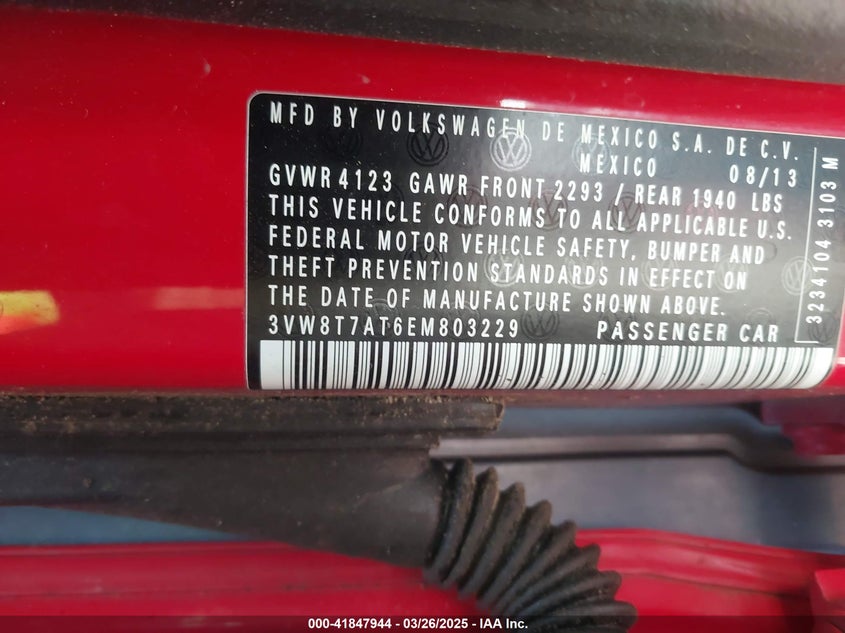 MFD BY VOLKSWAGEN DE MEXICO S.A. DE C.V.
MEXICO 08/13
GVWR 4123 GAWR FRONT 2293 / REAR 1940 LBS
THIS VEHICLE CONFORMS TO ALL APPLICABLE U.S.
FEDERAL MOTOR VEHICLE SAFETY, BUMPER AND
THEFT PREVENTION STANDARDS IN EFFECT ON
THE DATE OF MANUFACTURE SHOWN ABOVE.
3VW8T7AT6EM803229 PASSENGER CAR
3234104 3103 M
000-41847944 - 03/26/2025 - IAA Inc.